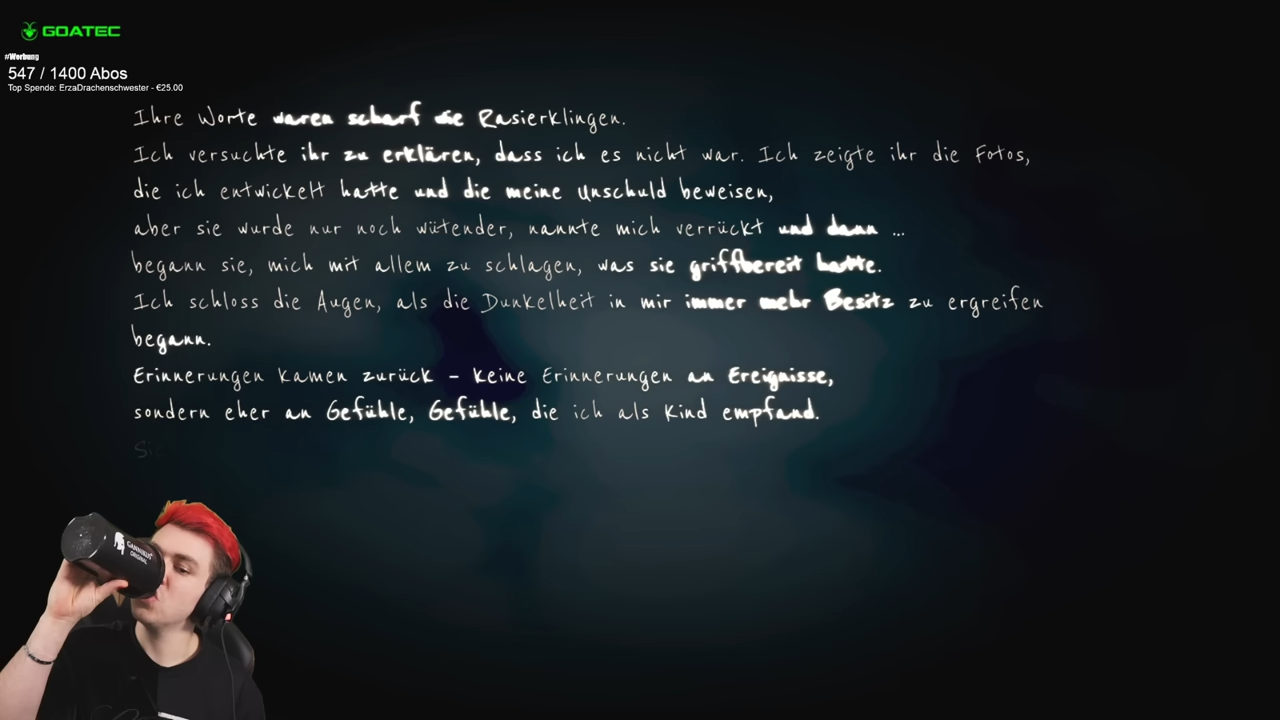 GOATEC
#Werbung
547 / 1400 Abos
Top Spende: ErzaDrachenschwester - €25.00
Ihre Worte waren scharf wie Rasierklingen.
Ich versuchte ihr zu erklären, dass ich es nicht war. Ich zeigte ihr die Fotos,
die ich entwickelt hatte und die meine Unschuld beweisen,
aber sie wurde nur noch wütender, nannte mich verrückt und dann ...
begann sie, mich mit allem zu schlagen, was sie griffbereit hatte.
Ich schloss die Augen, als die Dunkelheit in mir immer mehr Besitz zu ergreifen
begann.
Erinnerungen kamen zurück – keine Erinnerungen an Ereignisse,
sondern eher an Gefühle, Gefühle, die ich als Kind empfand.
Si
GANNIKUS
ORIGINAL